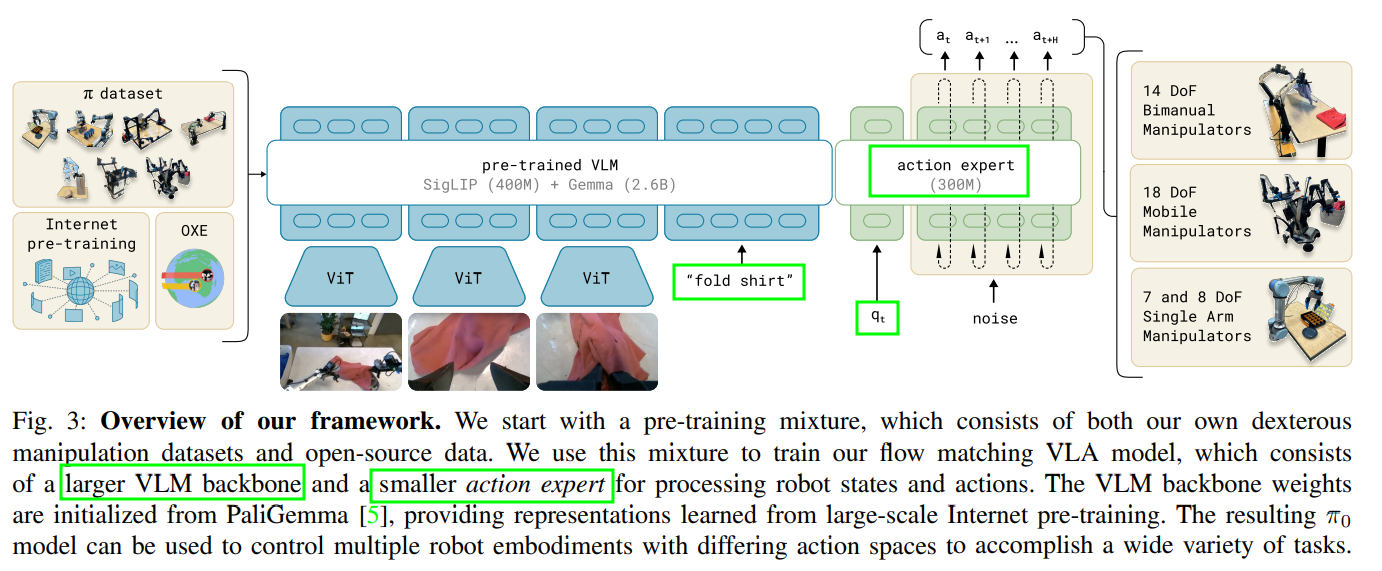 π dataset
Internet
pre-training
OXE
pre-trained VLM
SigLIP (400M) + Gemma (2.6B)
ViT
ViT
ViT
“fold shirt”
action expert
(300M)
qt
noise
at at+1 ... at+H
14 DoF
Bimanual
Manipulators
18 DoF
Mobile
Manipulators
7 and 8 DoF
Single Arm
Manipulators
Fig. 3: Overview of our framework. We start with a pre-training mixture, which consists of both our own dexterous
manipulation datasets and open-source data. We use this mixture to train our flow matching VLA model, which consists
of a larger VLM backbone and a smaller action expert for processing robot states and actions. The VLM backbone weights
are initialized from PaliGemma [5], providing representations learned from large-scale Internet pre-training. The resulting π0
model can be used to control multiple robot embodiments with differing action spaces to accomplish a wide variety of tasks.